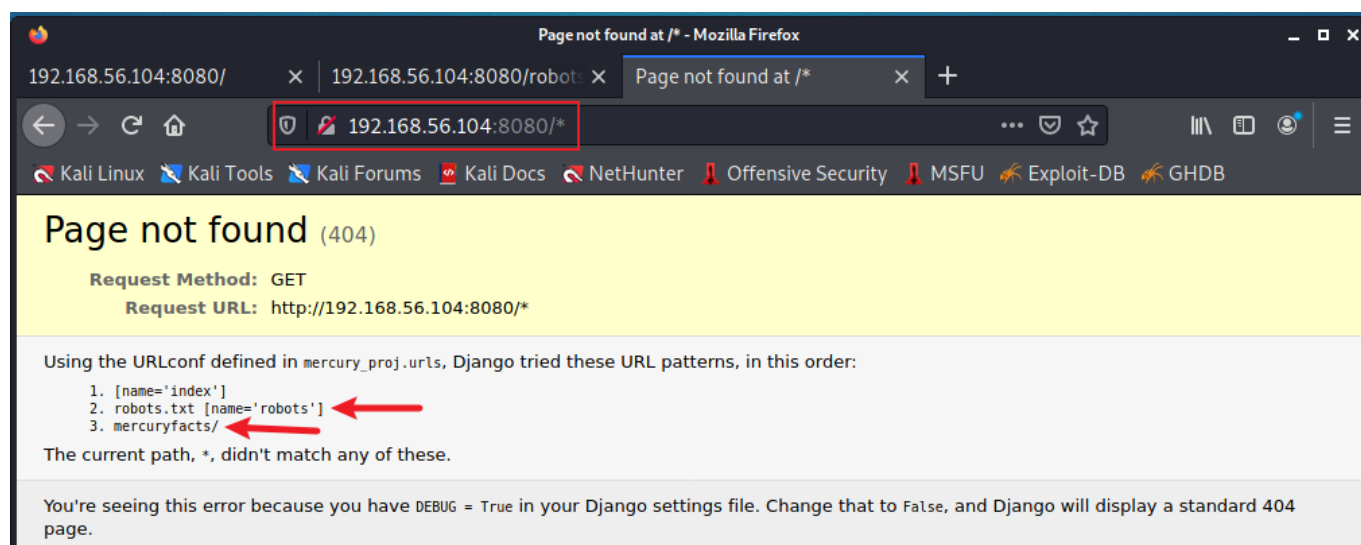 Page not found at /* - Mozilla Firefox
192.168.56.104:8080/
192.168.56.104:8080/robots
Page not found at /*
192.168.56.104:8080/*
Kali Linux Kali Tools Kali Forums Kali Docs NetHunter Offensive Security MSFU Exploit-DB GHDB
Page not found (404)
Request Method: GET
Request URL: http://192.168.56.104:8080/*
Using the URLconf defined in mercury_proj.urls, Django tried these URL patterns, in this order:
1. [name='index']
2. robots.txt [name='robots']
3. mercuryfacts/
The current path, *, didn't match any of these.
You're seeing this error because you have DEBUG = True in your Django settings file. Change that to False, and Django will display a standard 404
page.